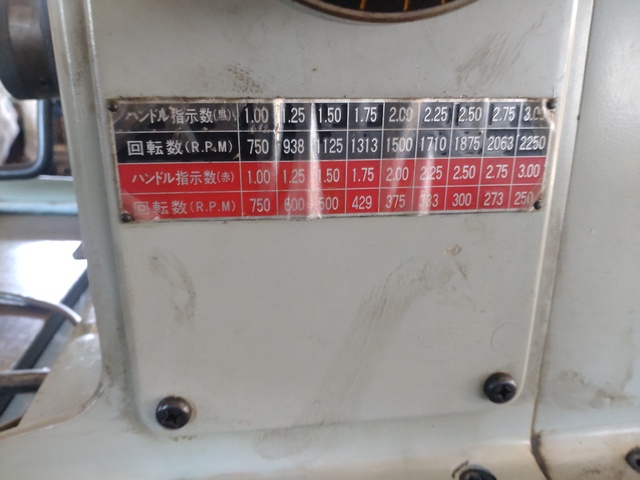 ハンドル指示数(黒) 1.00 1.25 1.50 1.75 2.00 2.25 2.50 2.75 3.00
回転数(R.P.M) 750 938 1125 1313 1500 1710 1875 2063 2250
ハンドル指示数(赤) 1.00 1.25 1.50 1.75 2.00 2.25 2.50 2.75 3.00
回転数(R.P.M) 750 600 500 429 375 333 300 273 250